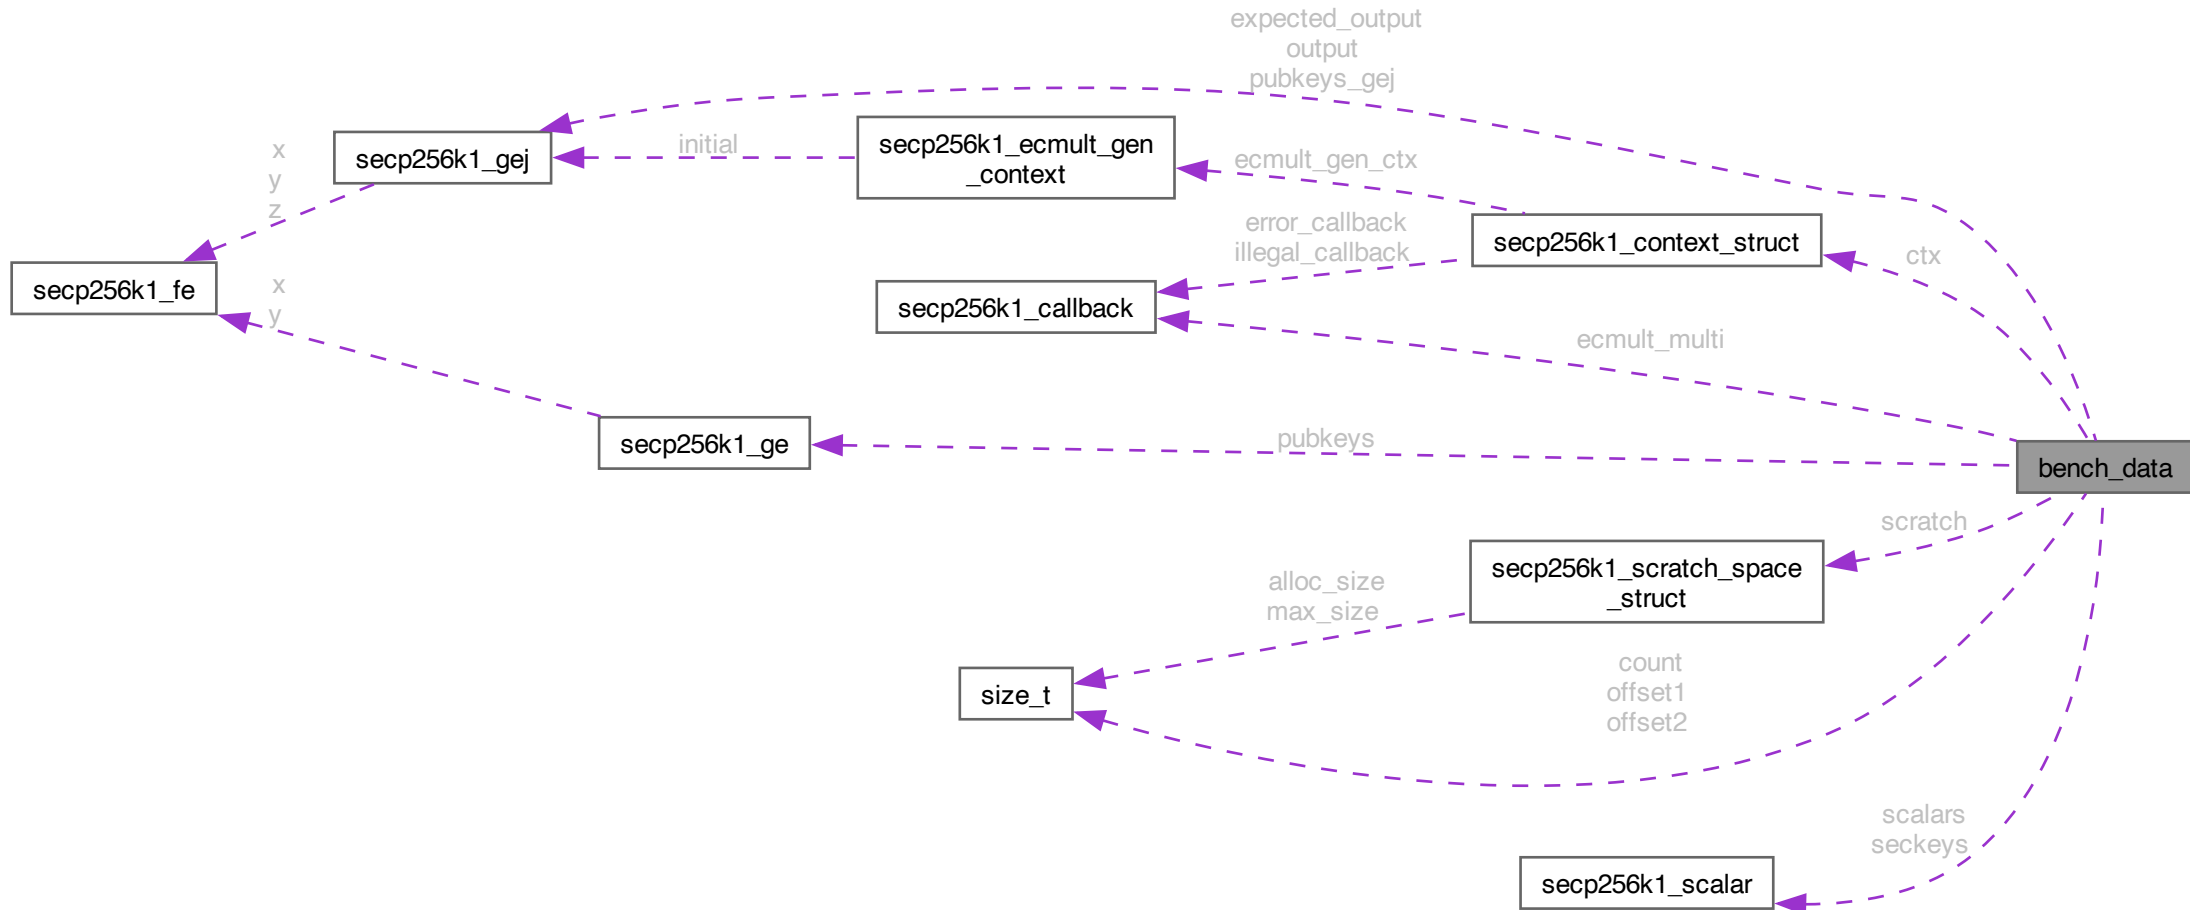 expected_output
output
pubkeys_gej
secp256k1_gej
initial
secp256k1_ecmult_gen
_context
ecmult_gen_ctx
x
y
z
error_callback
illegal_callback
secp256k1_context_struct
ctx
secp256k1_fe
x
y
secp256k1_callback
ecmult_multi
secp256k1_ge
pubkeys
bench_data
scratch
secp256k1_scratch_space
_struct
alloc_size
max_size
size_t
count
offset1
offset2
scalars
seckeys
secp256k1_scalar